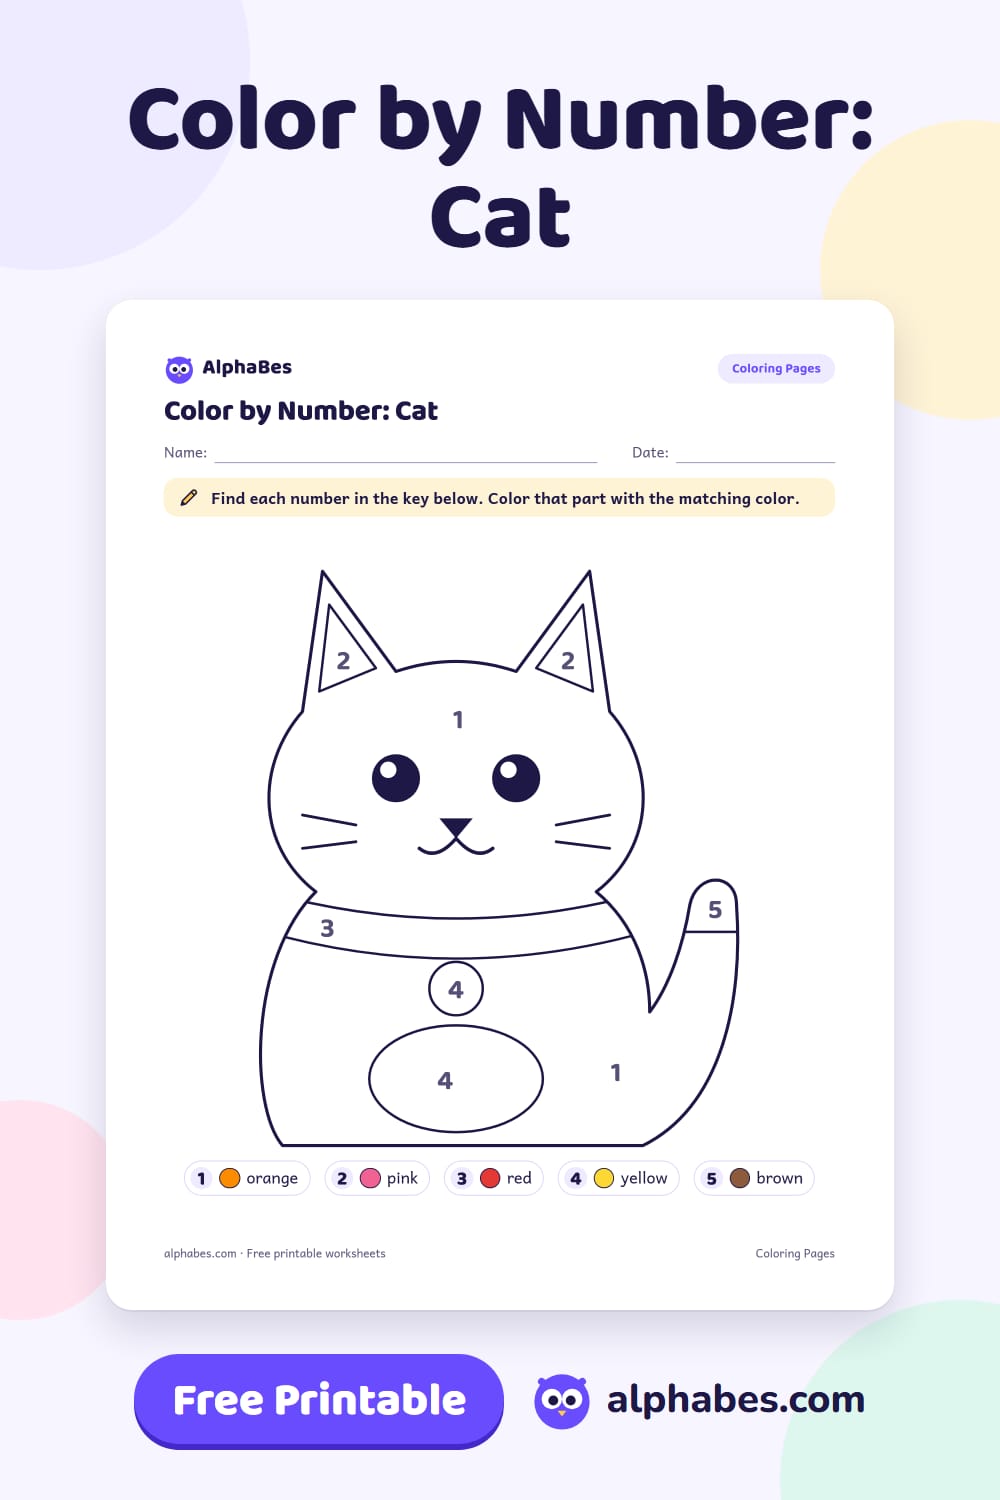 Color by Number:
Cat
AlphaBes
Coloring Pages
Color by Number: Cat
Name:
Date:
Find each number in the key below. Color that part with the matching color.
2
2
1
5
3
4
4
1
1 orange
2 pink
3 red
4 yellow
5 brown
alphabes.com · Free printable worksheets
Coloring Pages
Free Printable
alphabes.com